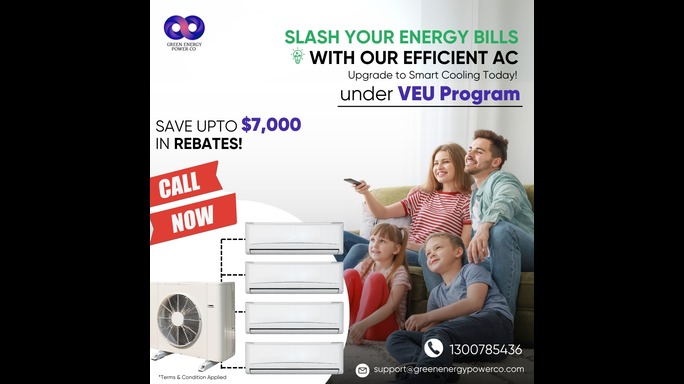 GREEN ENERGY
POWER CO
SLASH YOUR ENERGY BILLS
WITH OUR EFFICIENT AC
Upgrade to Smart Cooling Today!
under VEU Program
SAVE UPTO $7,000
IN REBATES!
CALL
NOW
1300785436
support@greenenergypowerco.com
*Terms & Condition Applied